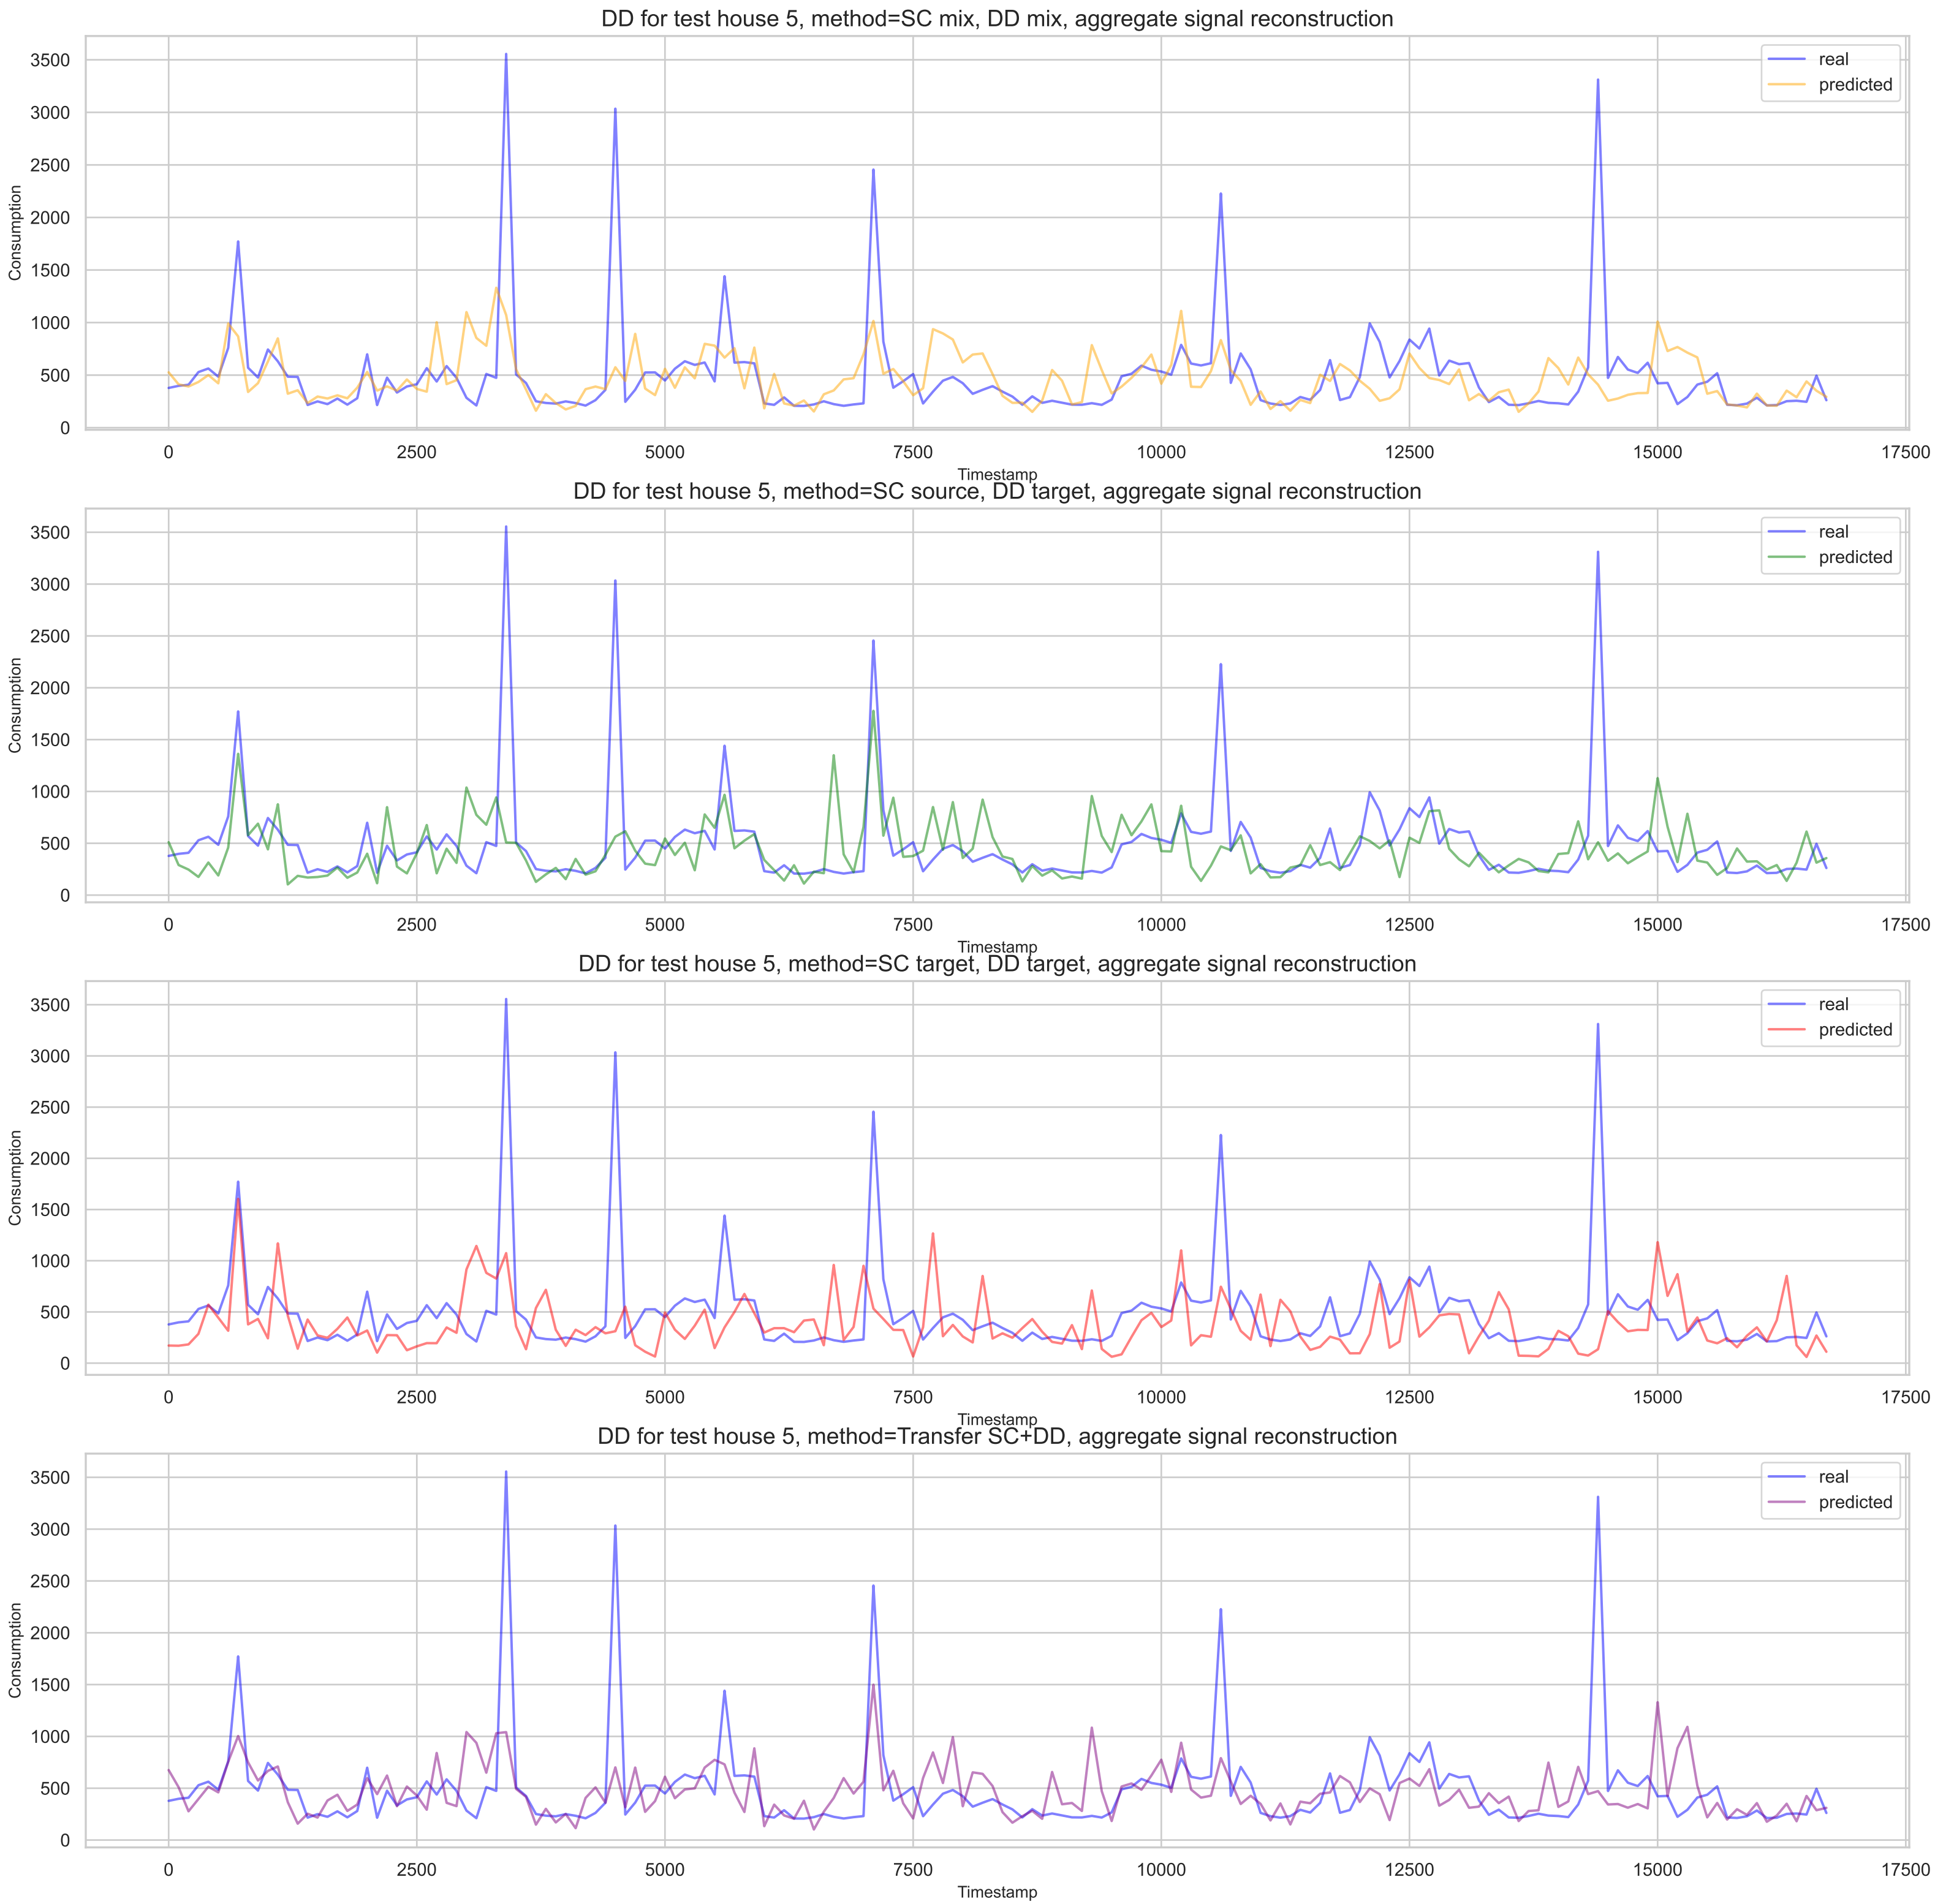 DD for test house 5, method=SC mix, DD mix, aggregate signal reconstruction
3500
3000
2500
2000
1500
1000
500
0
Consumption
real
predicted
0 2500 5000 7500 10000 12500 15000 17500
Timestamp
DD for test house 5, method=SC source, DD target, aggregate signal reconstruction
3500
3000
2500
2000
1500
1000
500
0
Consumption
real
predicted
0 2500 5000 7500 10000 12500 15000 17500
Timestamp
DD for test house 5, method=SC target, DD target, aggregate signal reconstruction
3500
3000
2500
2000
1500
1000
500
0
Consumption
real
predicted
0 2500 5000 7500 10000 12500 15000 17500
Timestamp
DD for test house 5, method=Transfer SC+DD, aggregate signal reconstruction
3500
3000
2500
2000
1500
1000
500
0
Consumption
real
predicted
0 2500 5000 7500 10000 12500 15000 17500
Timestamp